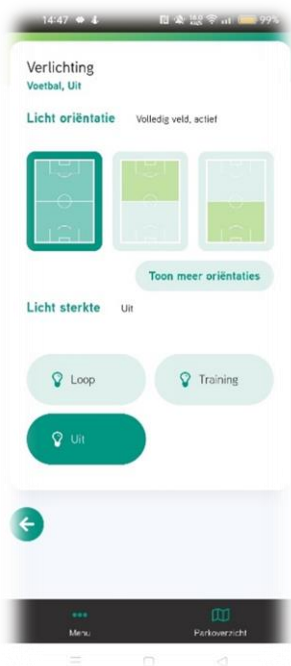 14:47 99%
Verlichting
Voetbal, Uit
Licht oriëntatie Volledig veld, actief
Toon meer oriëntaties
Licht sterkte Uit
Loop Training
Uit
Menu Parkoverzicht